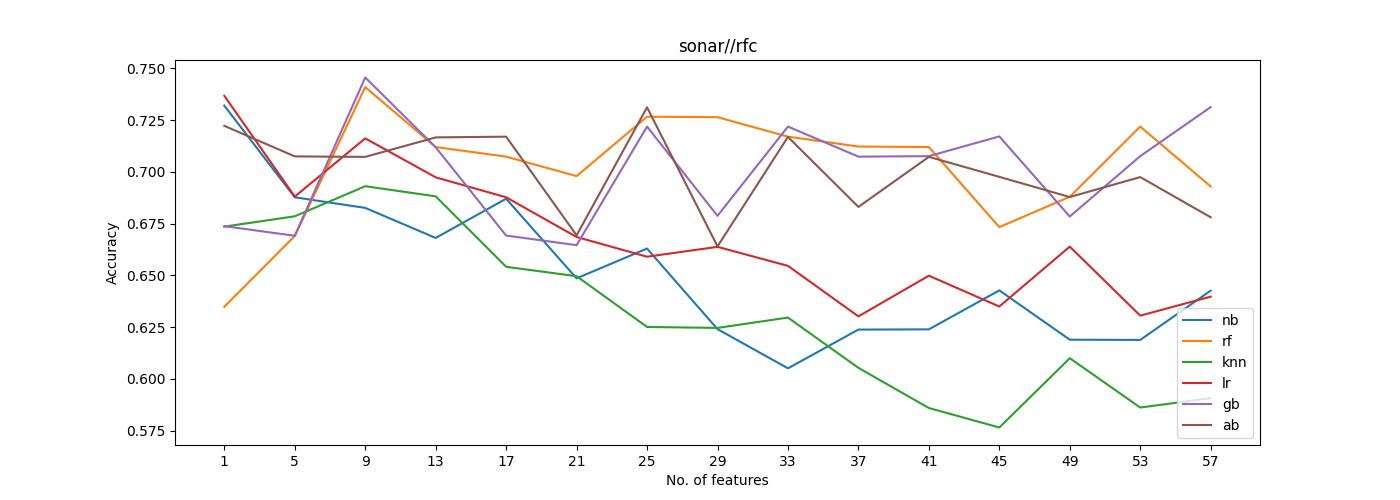 sonar//rfc
Accuracy
0.750
0.725
0.700
0.675
0.650
0.625
0.600
0.575
1 5 9 13 17 21 25 29 33 37 41 45 49 53 57
No. of features
nb
rf
knn
lr
gb
ab